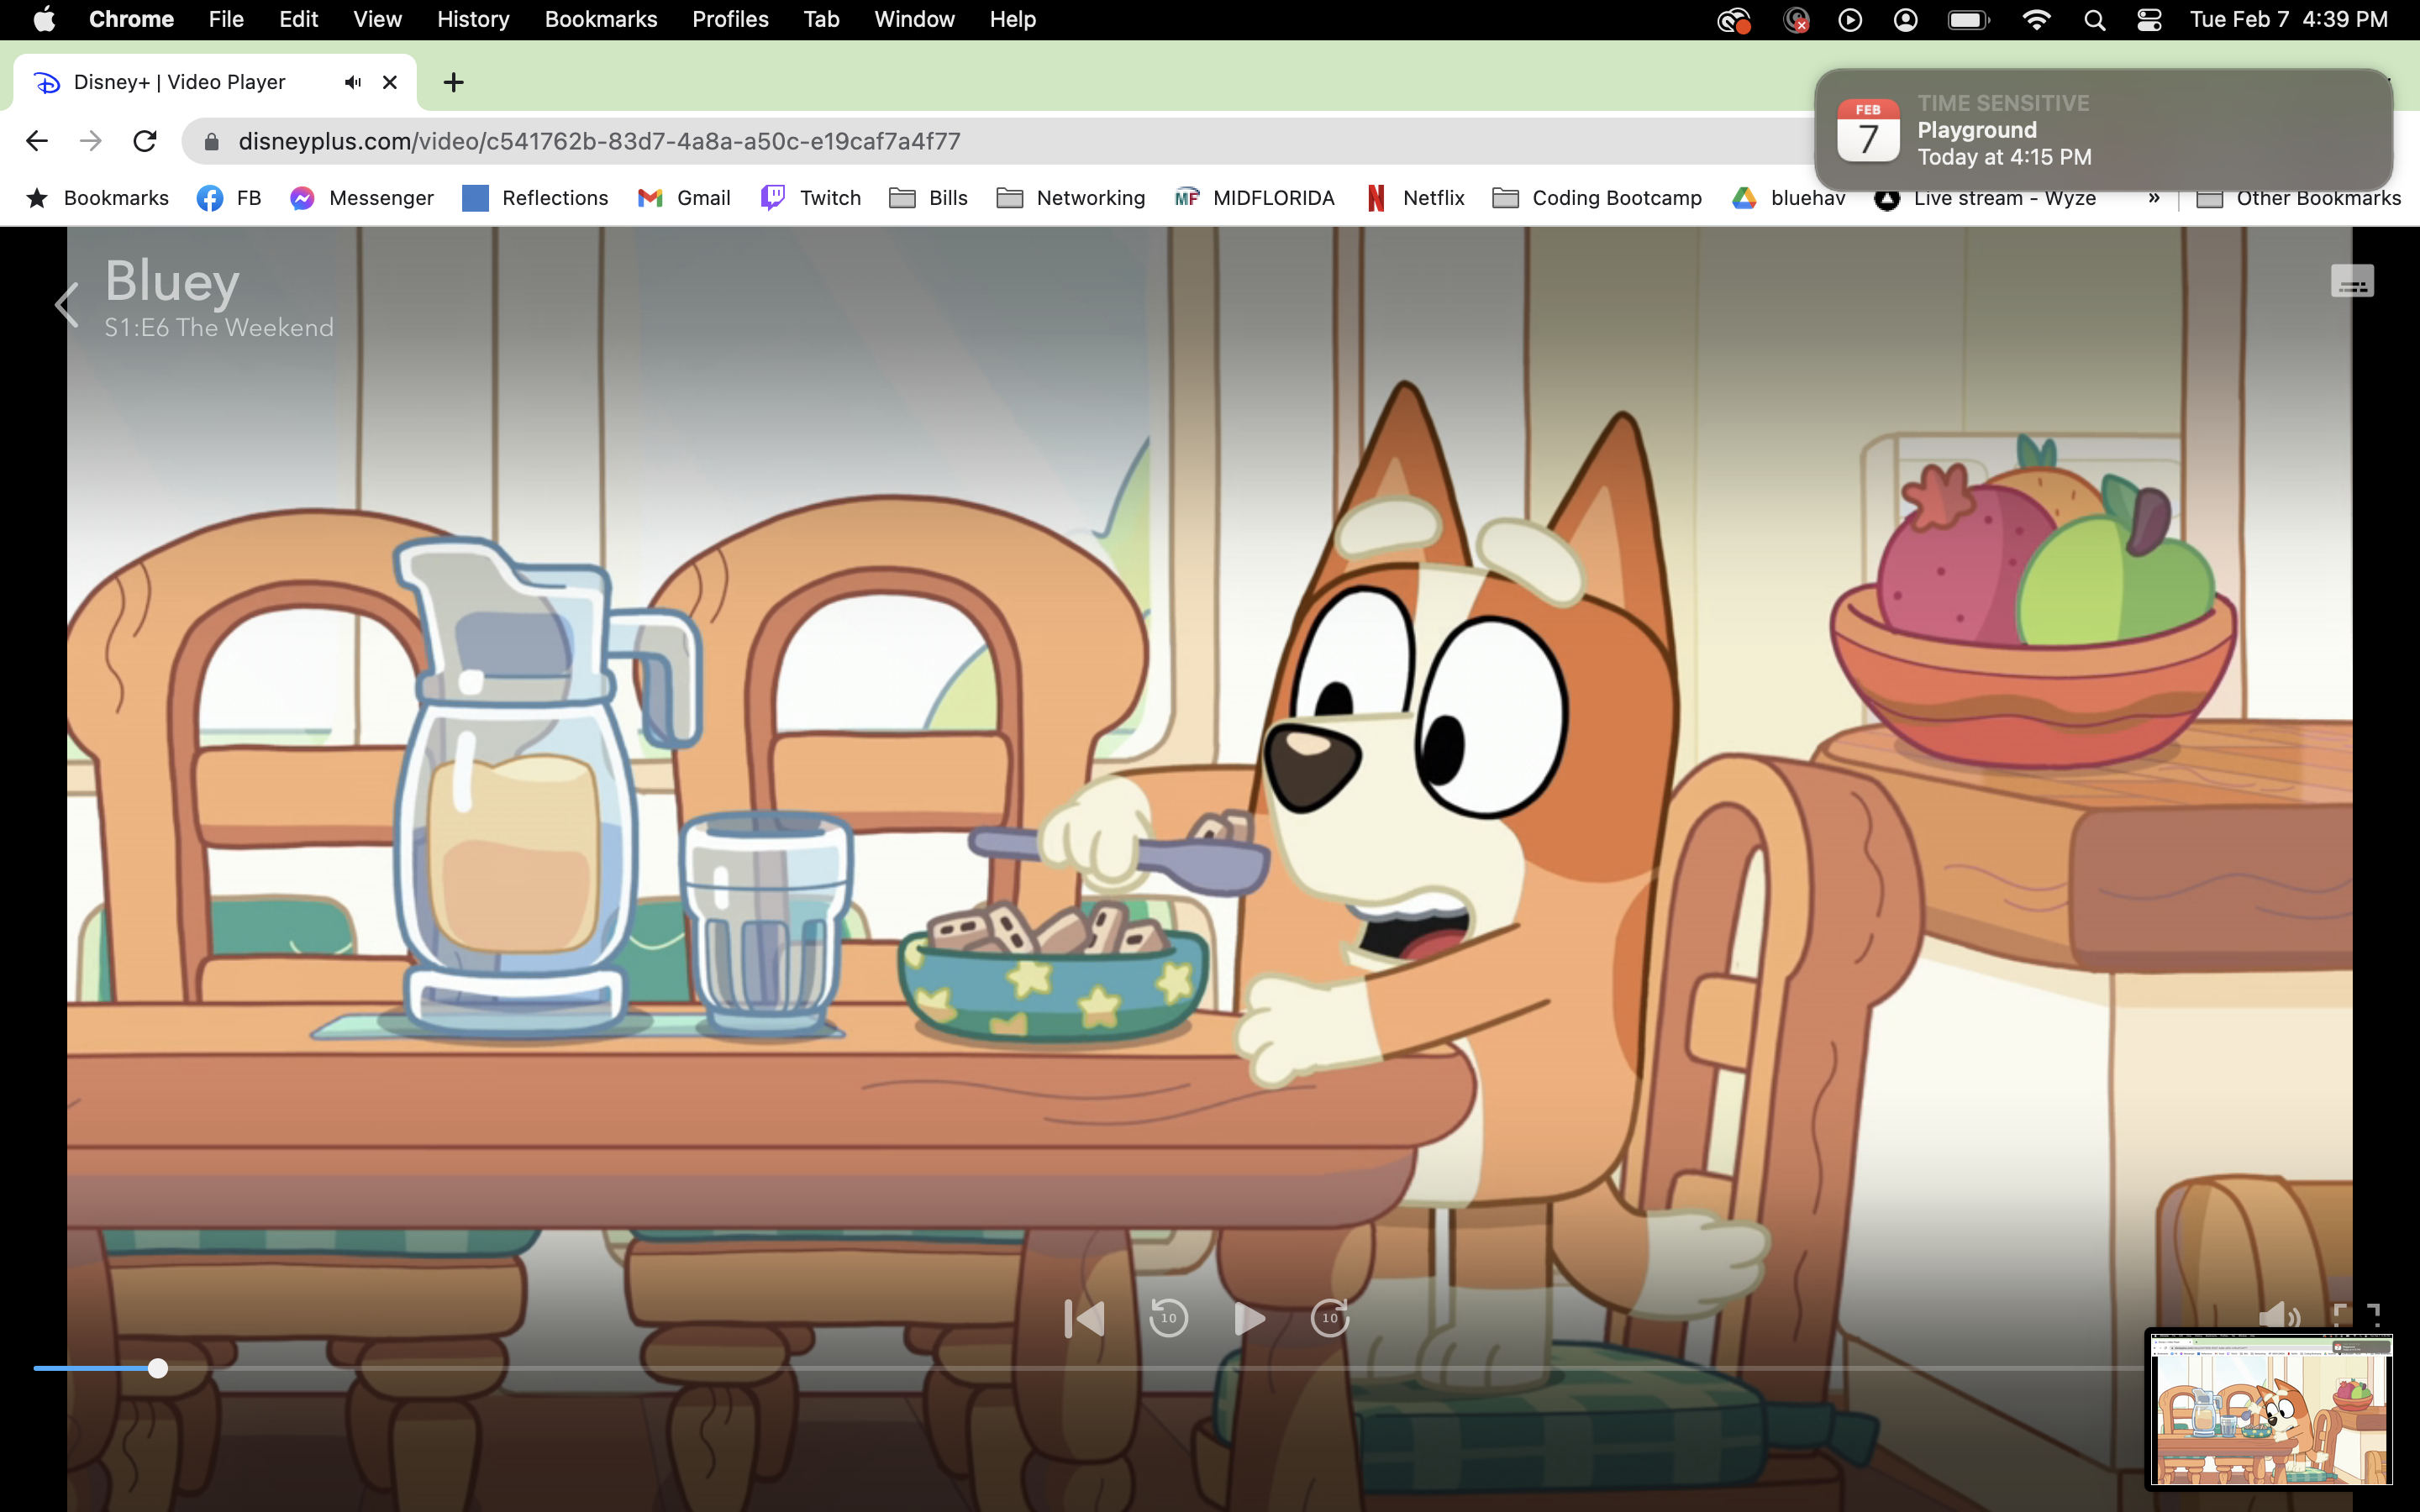 Chrome File Edit View History Bookmarks Profiles Tab Window Help Tue Feb 7 4:39 PM
Disney+ | Video Player
TIME SENSITIVE
FEB
7
Playground
Today at 4:15 PM
disneyplus.com/video/c541762b-83d7-4a8a-a50c-e19caf7a4f77
Bookmarks FB Messenger Reflections Gmail Twitch Bills Networking MF MIDFLORIDA Netflix Coding Bootcamp bluehav Live stream - Wyze » Other Bookmarks
Bluey
S1:E6 The Weekend
10 10